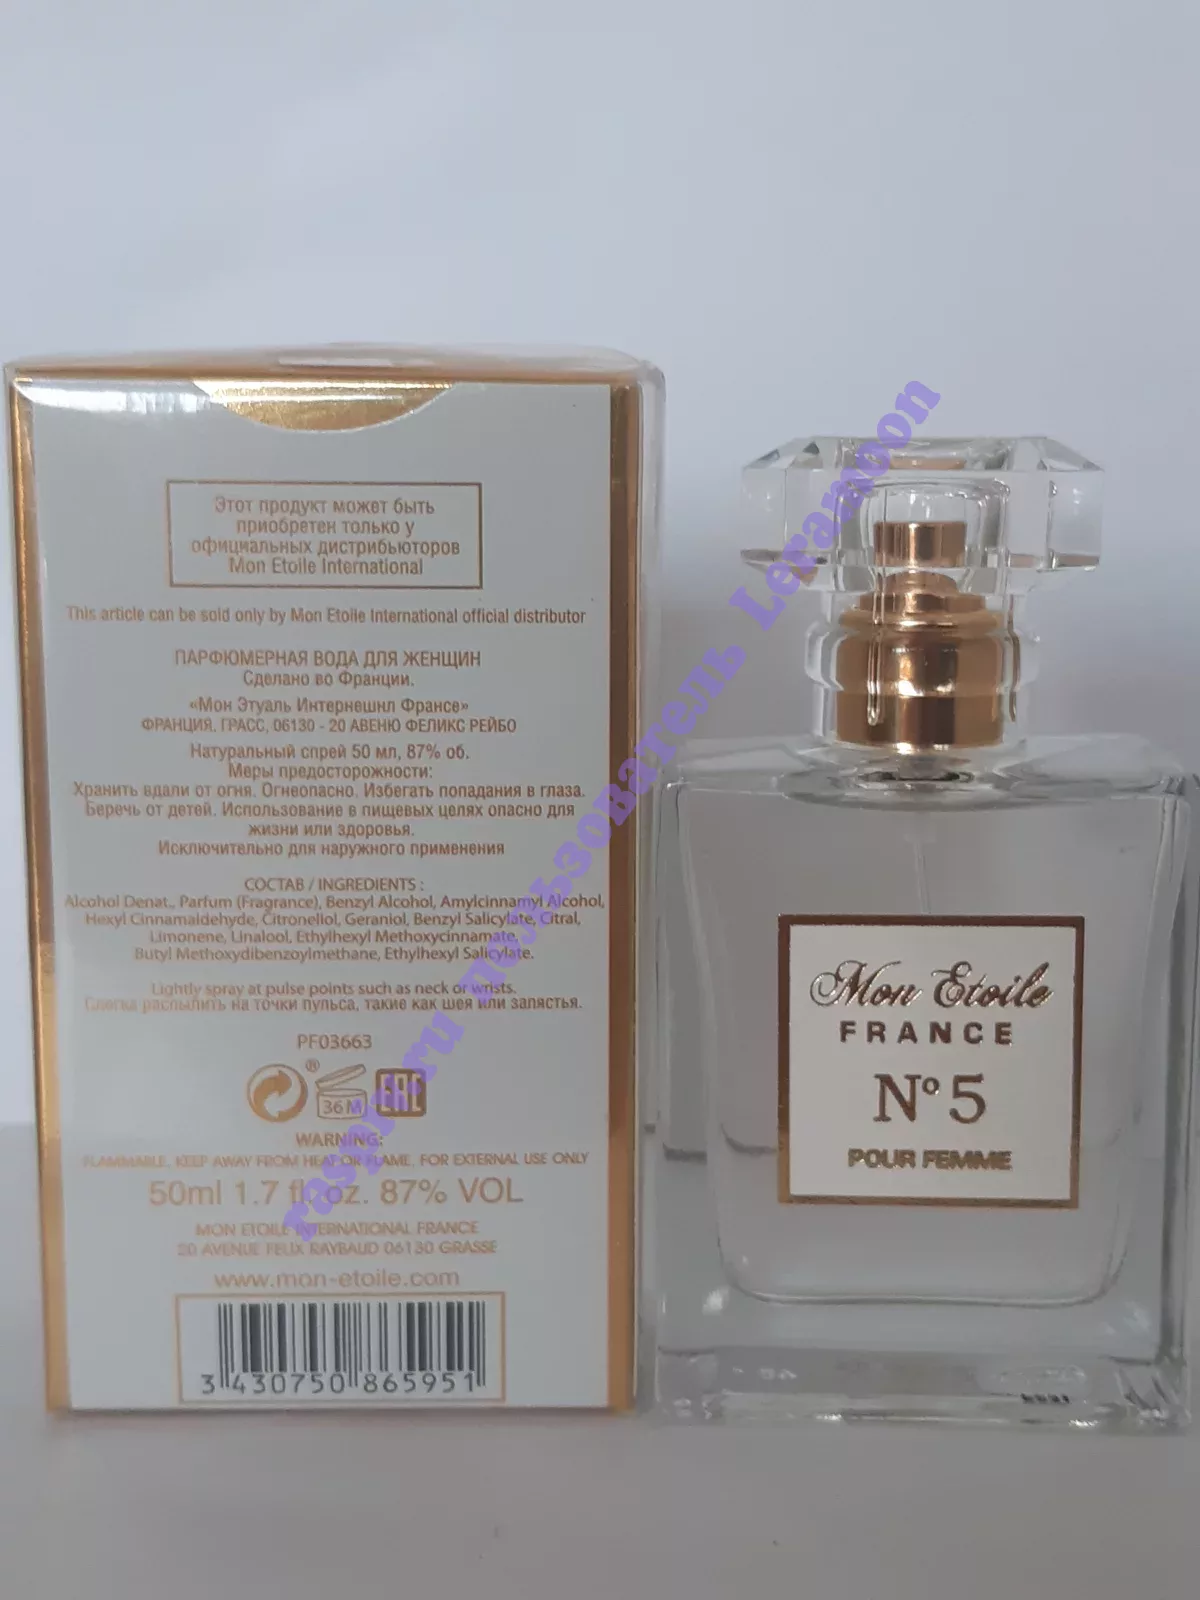 Этот продукт может быть
приобретен только у
официальных дистрибьюторов
Mon Etoile International
This article can be sold only by Mon Etoile International official distributor
ПАРФЮМЕРНАЯ ВОДА ДЛЯ ЖЕНЩИН
Сделано во Франции.
«Мон Этуаль Интернешнл Франсе»
ФРАНЦИЯ, ГРАСС, 06130 - 20 АВЕНЮ ФЕЛИКС РЕЙБО
Натуральный спрей 50 мл, 87% об.
Меры предосторожности:
Хранить вдали от огня. Огнеопасно. Избегать попадания в глаза.
Беречь от детей. Использование в пищевых целях опасно для
жизни или здоровья.
Исключительно для наружного применения
СОСТАВ / INGREDIENTS :
Alcohol Denat., Parfum (Fragrance), Benzyl Alcohol, Amylcinnamyl Alcohol,
Hexyl Cinnamaldehyde, Citronellol, Geraniol, Benzyl Salicylate, Citral,
Limonene, Linalool, Ethylhexyl Methoxycinnamate,
Butyl Methoxydibenzoylmethane, Ethylhexyl Salicylate.
Lightly spray at pulse points such as neck or wrists.
Слегка распылить на точки пульса, такие как шея или запястья.
PF03663
®
36 M
EAC
WARNING:
FLAMMABLE. KEEP AWAY FROM HEAT OR FLAME. FOR EXTERNAL USE ONLY
50ml 1.7 fl. oz. 87% VOL
MON ETOILE INTERNATIONAL FRANCE
20 AVENUE FELIX RAYBAUD 06130 GRASSE
www.mon-etoile.com
3 430750 865951
Mon Etoile
FRANCE
Nº 5
POUR FEMME
raspr.ru пользователь Leramoon